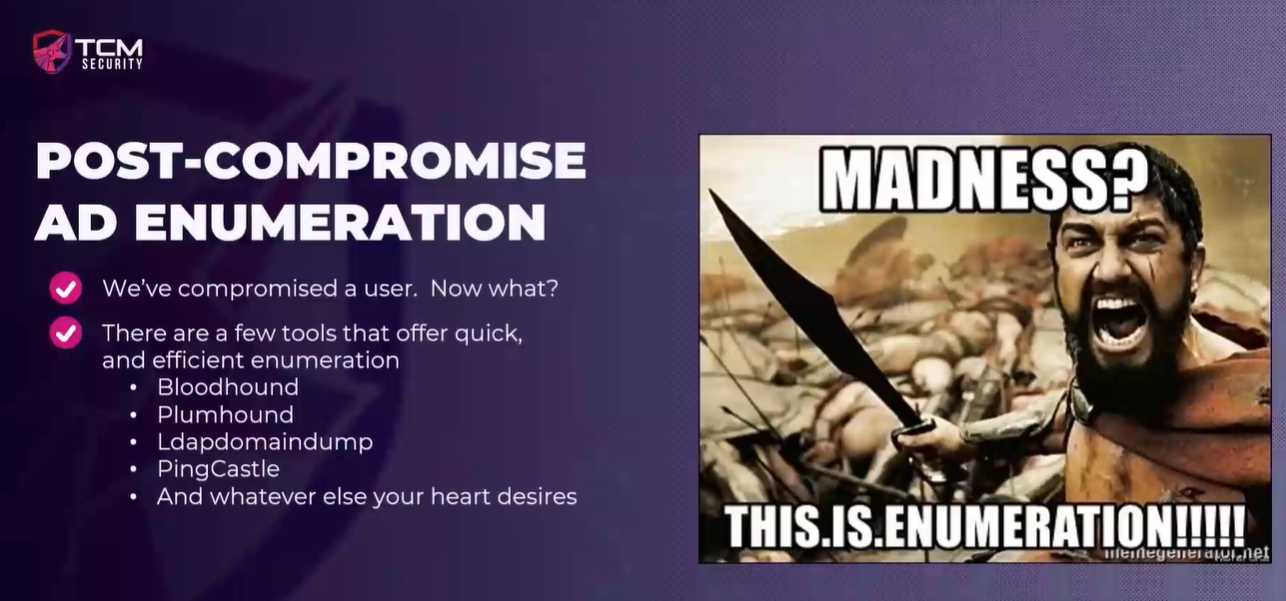 TCM
SECURITY
POST-COMPROMISE
AD ENUMERATION
We've compromised a user.  Now what?
There are a few tools that offer quick,
and efficient enumeration
• Bloodhound
• Plumhound
• Ldapdomaindump
• PingCastle
• And whatever else your heart desires
MADNESS?
THIS.IS.ENUMERATION!!!!!
memegenerator.net